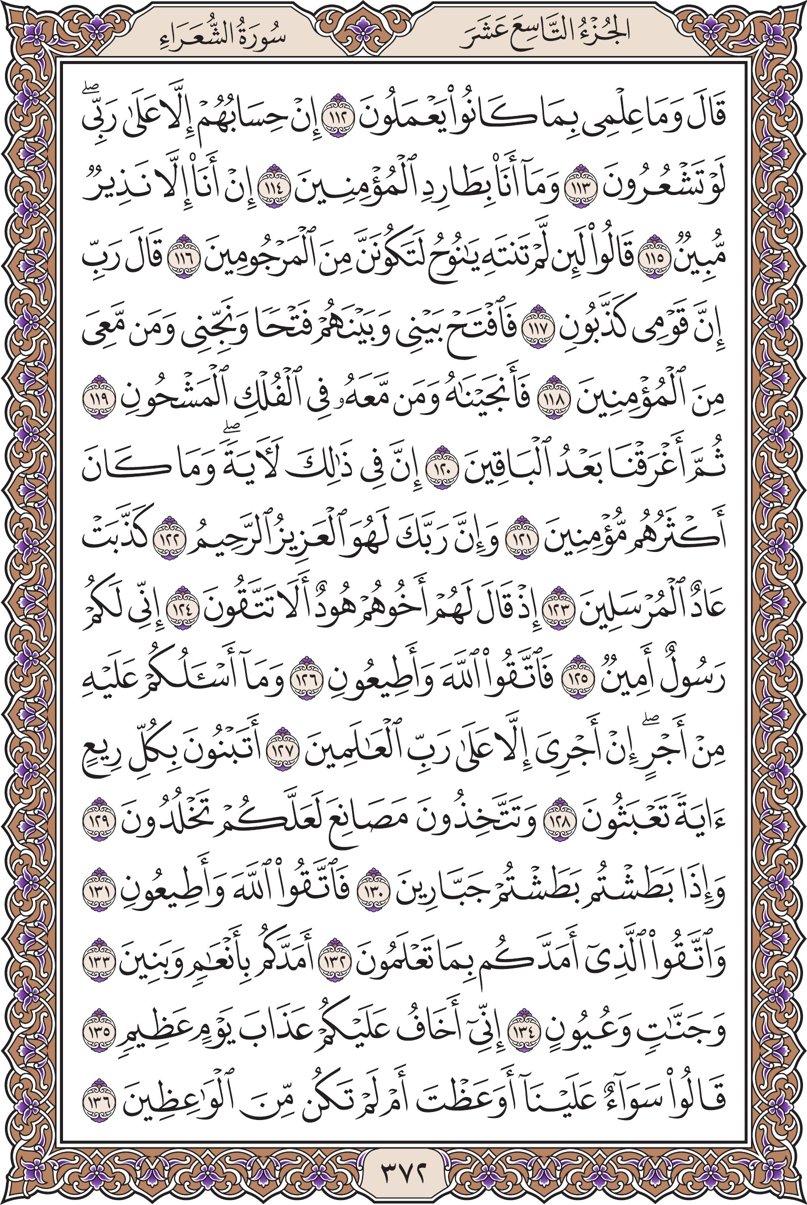 الجُزْءُ التَّاسِعَ عَشَرَ
سُورَةُ الشُّعَرَاءِ
قَالَ وَمَا عِلْمِي بِمَا كَانُواْ يَعْمَلُونَ ١١٢ إِنْ حِسَابُهُمْ إِلَّا عَلَىٰ رَبِّيۖ
لَوْ تَشْعُرُونَ ١١٣ وَمَآ أَنَا۠ بِطَارِدِ ٱلْمُؤْمِنِينَ ١١٤ إِنْ أَنَا۠ إِلَّا نَذِيرٌ
مُّبِينٌ ١١٥ قَالُواْ لَئِن لَّمْ تَنتَهِ يَٰنُوحُ لَتَكُونَنَّ مِنَ ٱلْمَرْجُومِينَ ١١٦ قَالَ رَبِّ
إِنَّ قَوْمِي كَذَّبُونِ ١١٧ فَٱفْتَحْ بَيْنِي وَبَيْنَهُمْ فَتْحًا وَنَجِّنِي وَمَن مَّعِيَ
مِنَ ٱلْمُؤْمِنِينَ ١١٨ فَأَنجَيْنَٰهُ وَمَن مَّعَهُۥ فِي ٱلْفُلْكِ ٱلْمَشْحُونِ ١١٩
ثُمَّ أَغْرَقْنَا بَعْدُ ٱلْبَاقِينَ ١٢٠ إِنَّ فِي ذَٰلِكَ لَأٓيَةًۖ وَمَا كَانَ
أَكْثَرُهُم مُّؤْمِنِينَ ١٢١ وَإِنَّ رَبَّكَ لَهُوَ ٱلْعَزِيزُ ٱلرَّحِيمُ ١٢٢ كَذَّبَتْ
عَادٌ ٱلْمُرْسَلِينَ ١٢٣ إِذْ قَالَ لَهُمْ أَخُوهُمْ هُودٌ أَلَا تَتَّقُونَ ١٢٤ إِنِّي لَكُمْ
رَسُولٌ أَمِينٌ ١٢٥ فَٱتَّقُواْ ٱللَّهَ وَأَطِيعُونِ ١٢٦ وَمَآ أَسْـَٔلُكُمْ عَلَيْهِ
مِنْ أَجْرٍۖ إِنْ أَجْرِيَ إِلَّا عَلَىٰ رَبِّ ٱلْعَٰلَمِينَ ١٢٧ أَتَبْنُونَ بِكُلِّ رِيعٍ
ءَايَةً تَعْبَثُونَ ١٢٨ وَتَتَّخِذُونَ مَصَانِعَ لَعَلَّكُمْ تَخْلُدُونَ ١٢٩
وَإِذَا بَطَشْتُم بَطَشْتُمْ جَبَّارِينَ ١٣٠ فَٱتَّقُواْ ٱللَّهَ وَأَطِيعُونِ ١٣١
وَٱتَّقُواْ ٱلَّذِيٓ أَمَدَّكُم بِمَا تَعْلَمُونَ ١٣٢ أَمَدَّكُم بِأَنْعَٰمٍ وَبَنِينَ ١٣٣
وَجَنَّٰتٍ وَعُيُونٍ ١٣٤ إِنِّيٓ أَخَافُ عَلَيْكُمْ عَذَابَ يَوْمٍ عَظِيمٍ ١٣٥
قَالُواْ سَوَآءٌ عَلَيْنَآ أَوَعَظْتَ أَمْ لَمْ تَكُن مِّنَ ٱلْوَٰعِظِينَ ١٣٦
٣٧٢